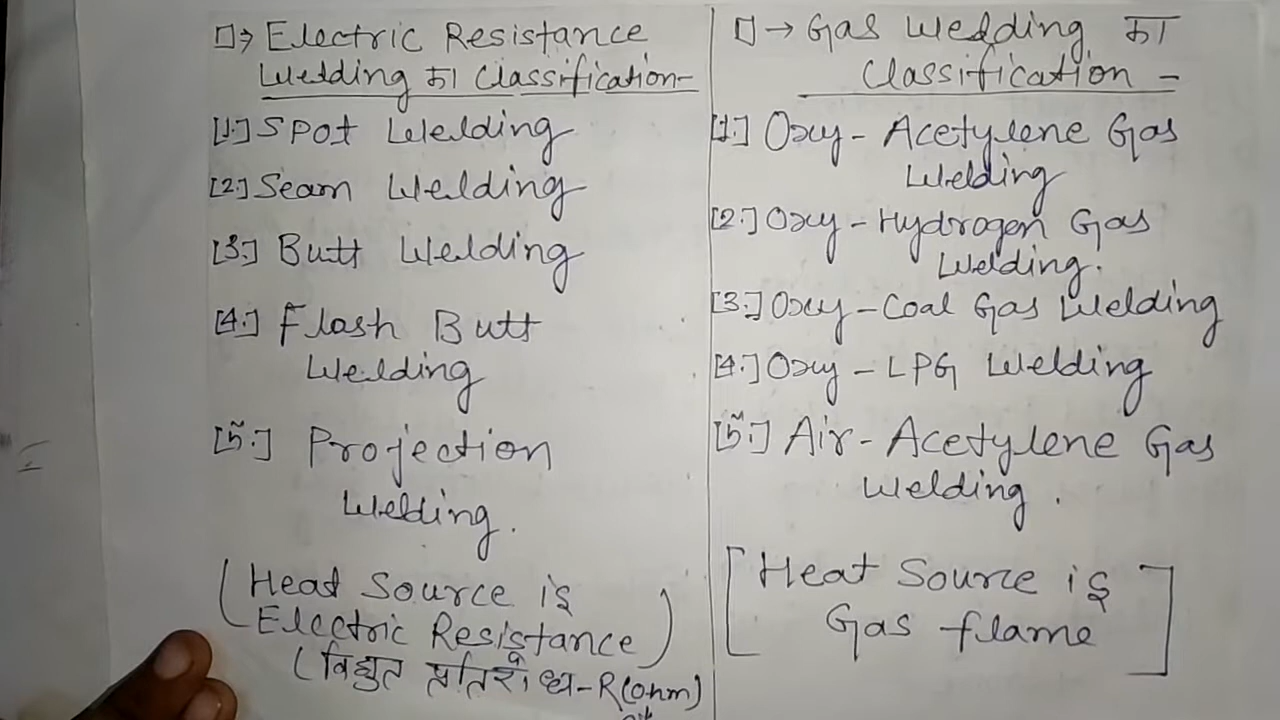 □→ Electric Resistance
Welding का Classification-
[1.] Spot Welding
[2.] Seam Welding
[3.] Butt Welding
[4.] Flash Butt
Welding
[5.] Projection
Welding.
(Heat Source is
Electric Resistance)
(विद्युत प्रतिरोध-R(ohm)
□→ Gas Welding का
Classification -
[1.] Oxy-Acetylene Gas
Welding
[2.] Oxy-Hydrogen Gas
Welding.
[3.] Oxy-Coal Gas Welding
[4.] Oxy-LPG Welding
[5.] Air-Acetylene Gas
Welding.
[Heat Source is
Gas flame]